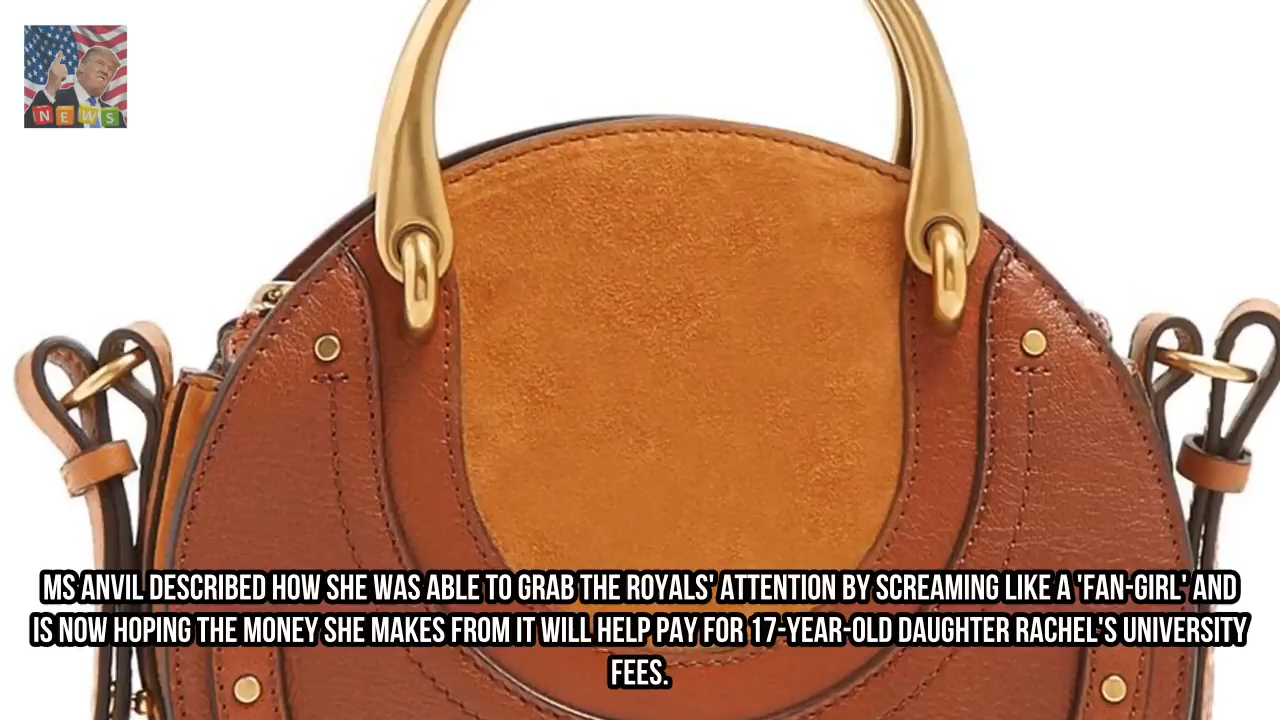 NEWS
MS ANVIL DESCRIBED HOW SHE WAS ABLE TO GRAB THE ROYALS' ATTENTION BY SCREAMING LIKE A 'FAN-GIRL' AND
IS NOW HOPING THE MONEY SHE MAKES FROM IT WILL HELP PAY FOR 17-YEAR-OLD DAUGHTER RACHEL'S UNIVERSITY
FEES.